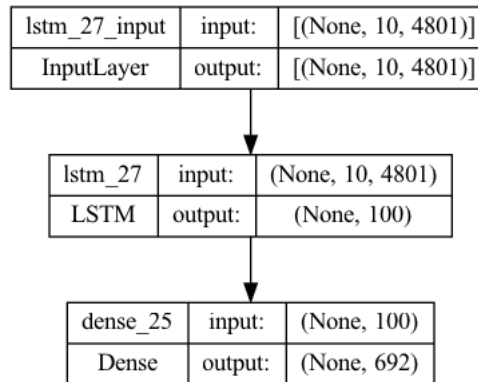 lstm_27_input input: [(None, 10, 4801)]
InputLayer output: [(None, 10, 4801)]
lstm_27 input: (None, 10, 4801)
LSTM output: (None, 100)
dense_25 input: (None, 100)
Dense output: (None, 692)